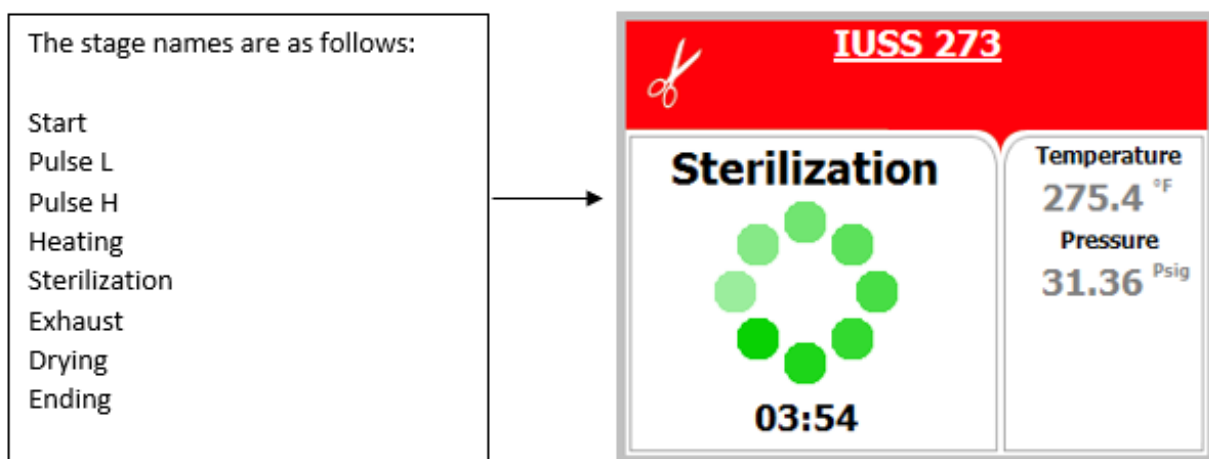 The stage names are as follows:
Start
Pulse L
Pulse H
Heating
Sterilization
Exhaust
Drying
Ending
IUSS 273
Sterilization
03:54
Temperature
275.4 °F
Pressure
31.36 Psig